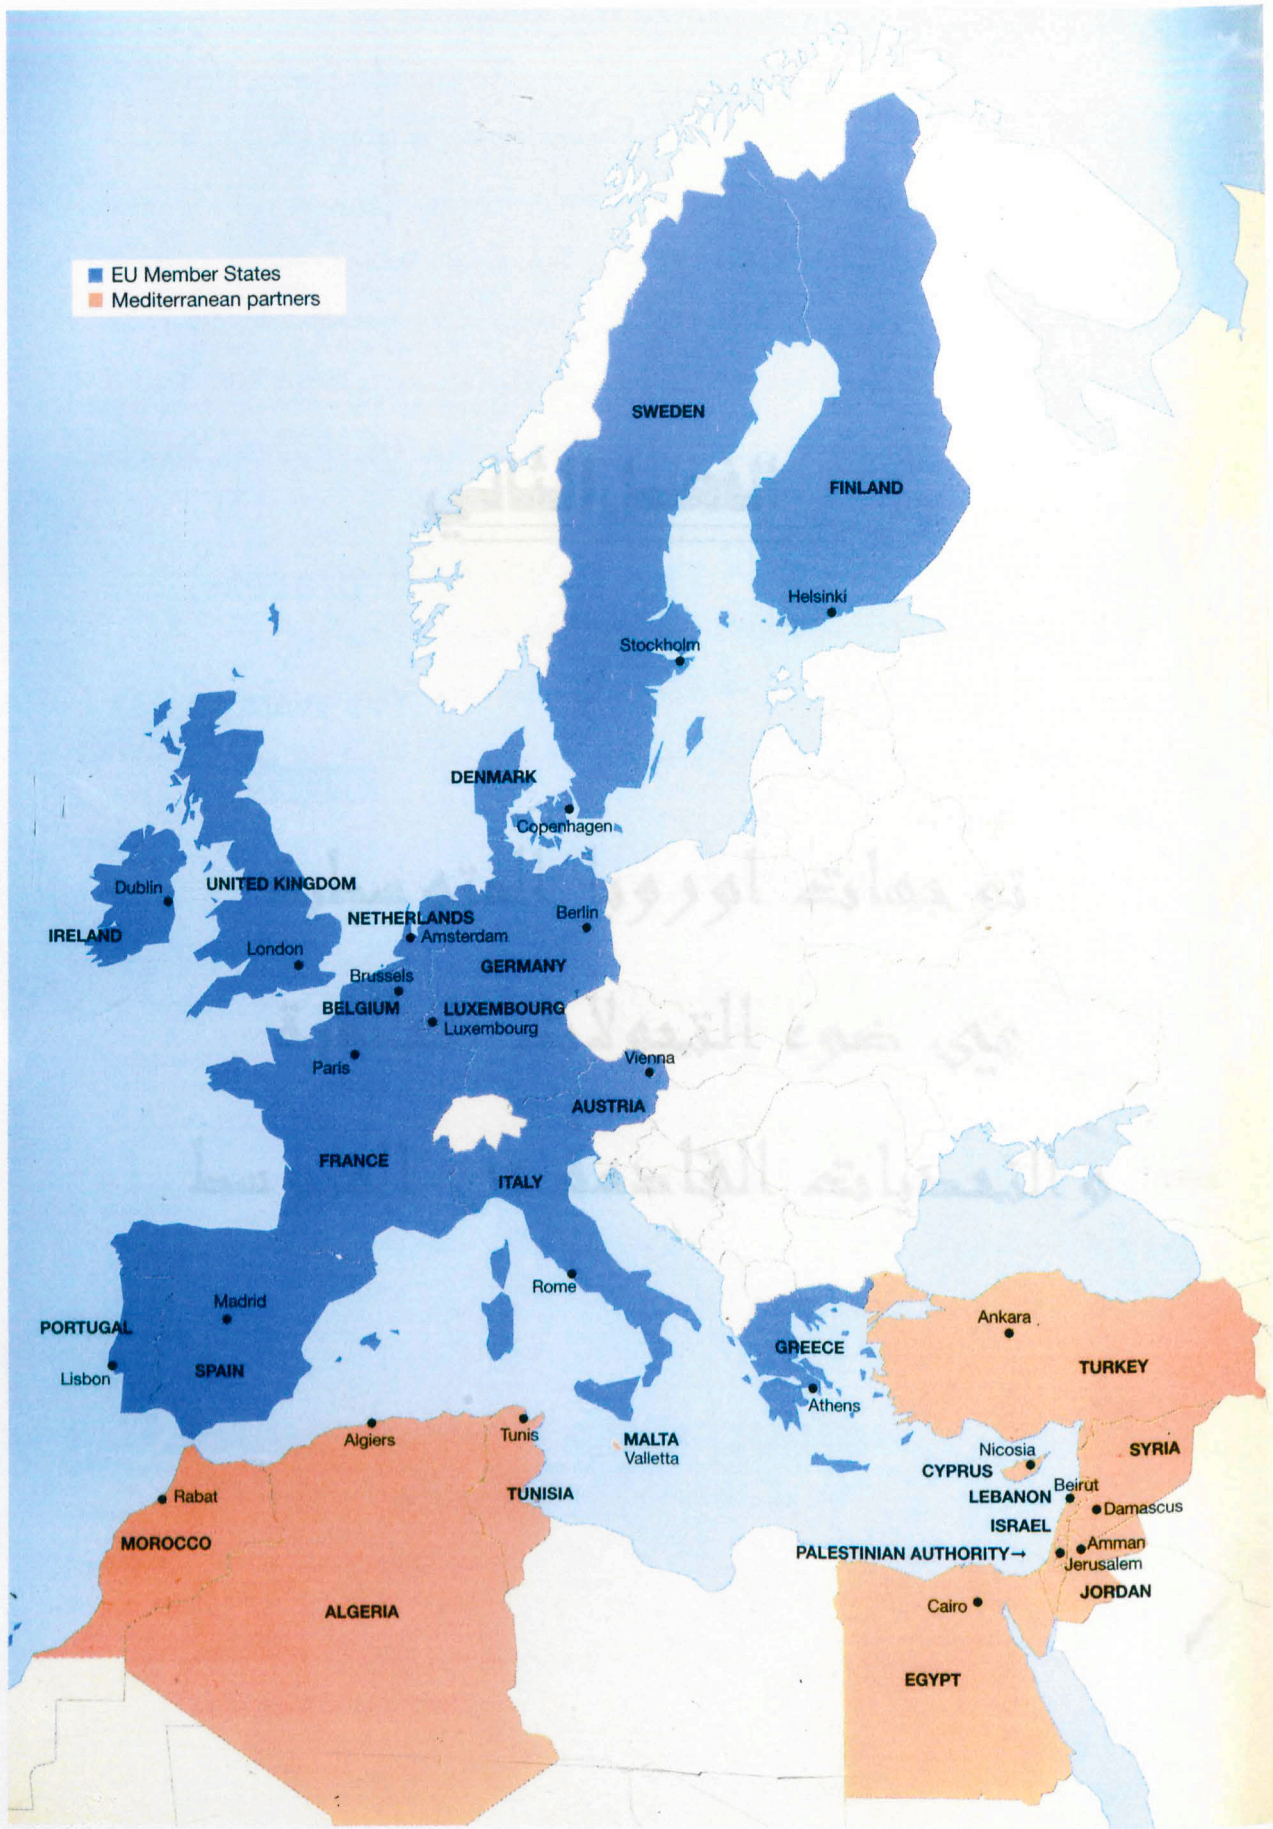 EU Member States
Mediterranean partners
SWEDEN
FINLAND
Helsinki
Stockholm
DENMARK
Copenhagen
Dublin
UNITED KINGDOM
IRELAND
London
NETHERLANDS
Amsterdam
Berlin
GERMANY
Brussels
BELGIUM
LUXEMBOURG
Luxembourg
Paris
Vienna
AUSTRIA
FRANCE
ITALY
Rome
Madrid
PORTUGAL
Lisbon
SPAIN
GREECE
Athens
Ankara
TURKEY
Algiers
Tunis
MALTA
Valletta
Nicosia
CYPRUS
SYRIA
Beirut
LEBANON
Damascus
ISRAEL
Amman
PALESTINIAN AUTHORITY→
Jerusalem
JORDAN
Rabat
MOROCCO
TUNISIA
ALGERIA
Cairo
EGYPT